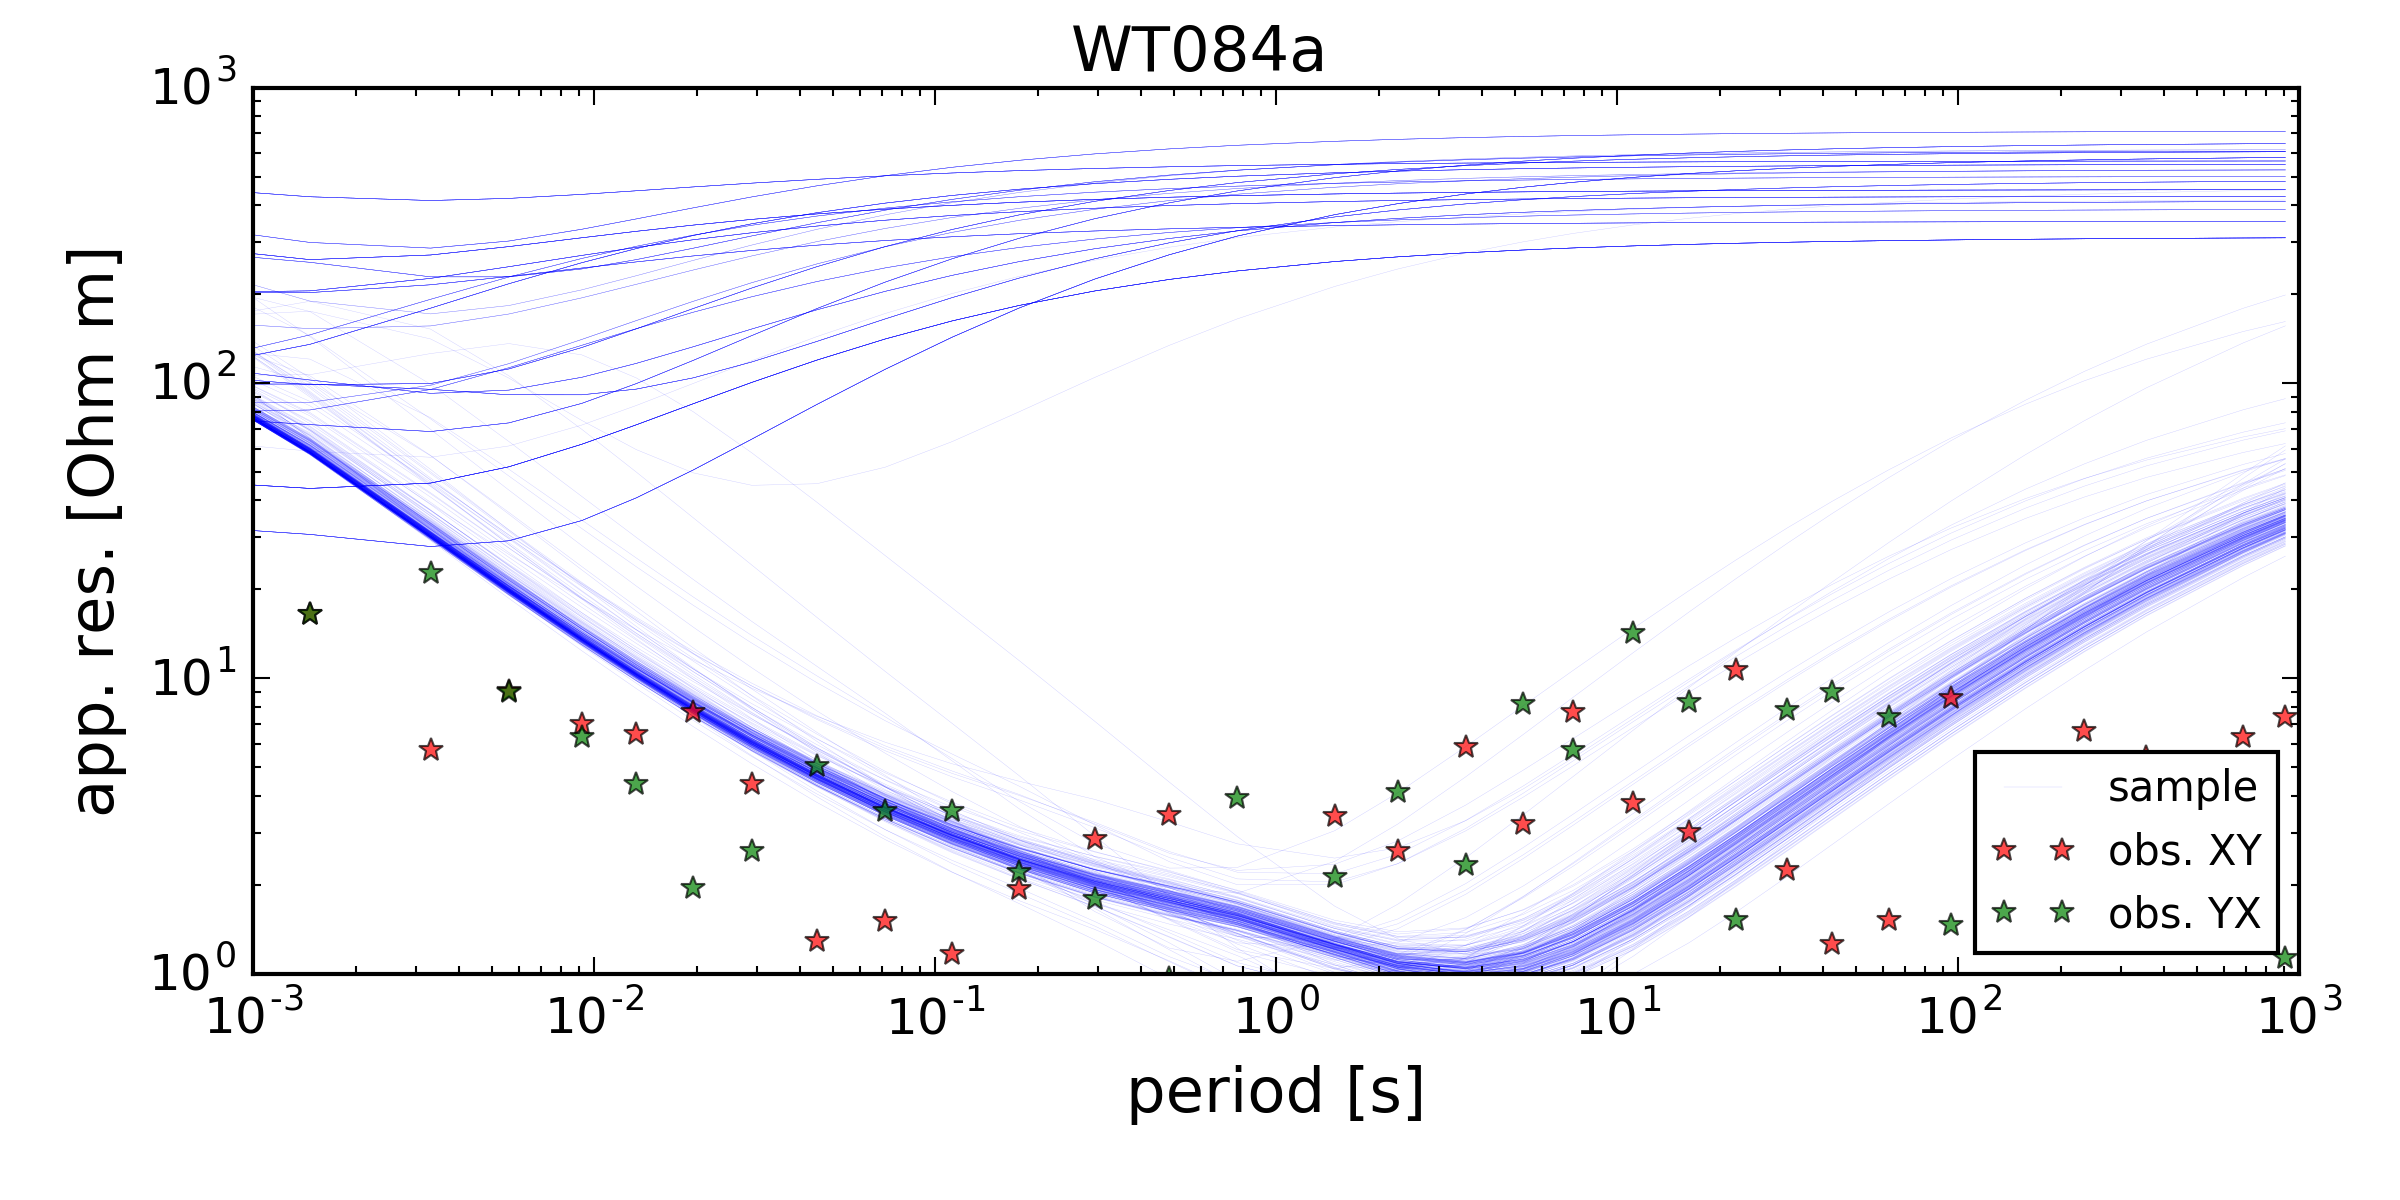 WT084a
app. res. [Ohm m]
10^3
10^2
10^1
10^0
sample
obs. XY
obs. YX
10^-3 10^-2 10^-1 10^0 10^1 10^2 10^3
period [s]